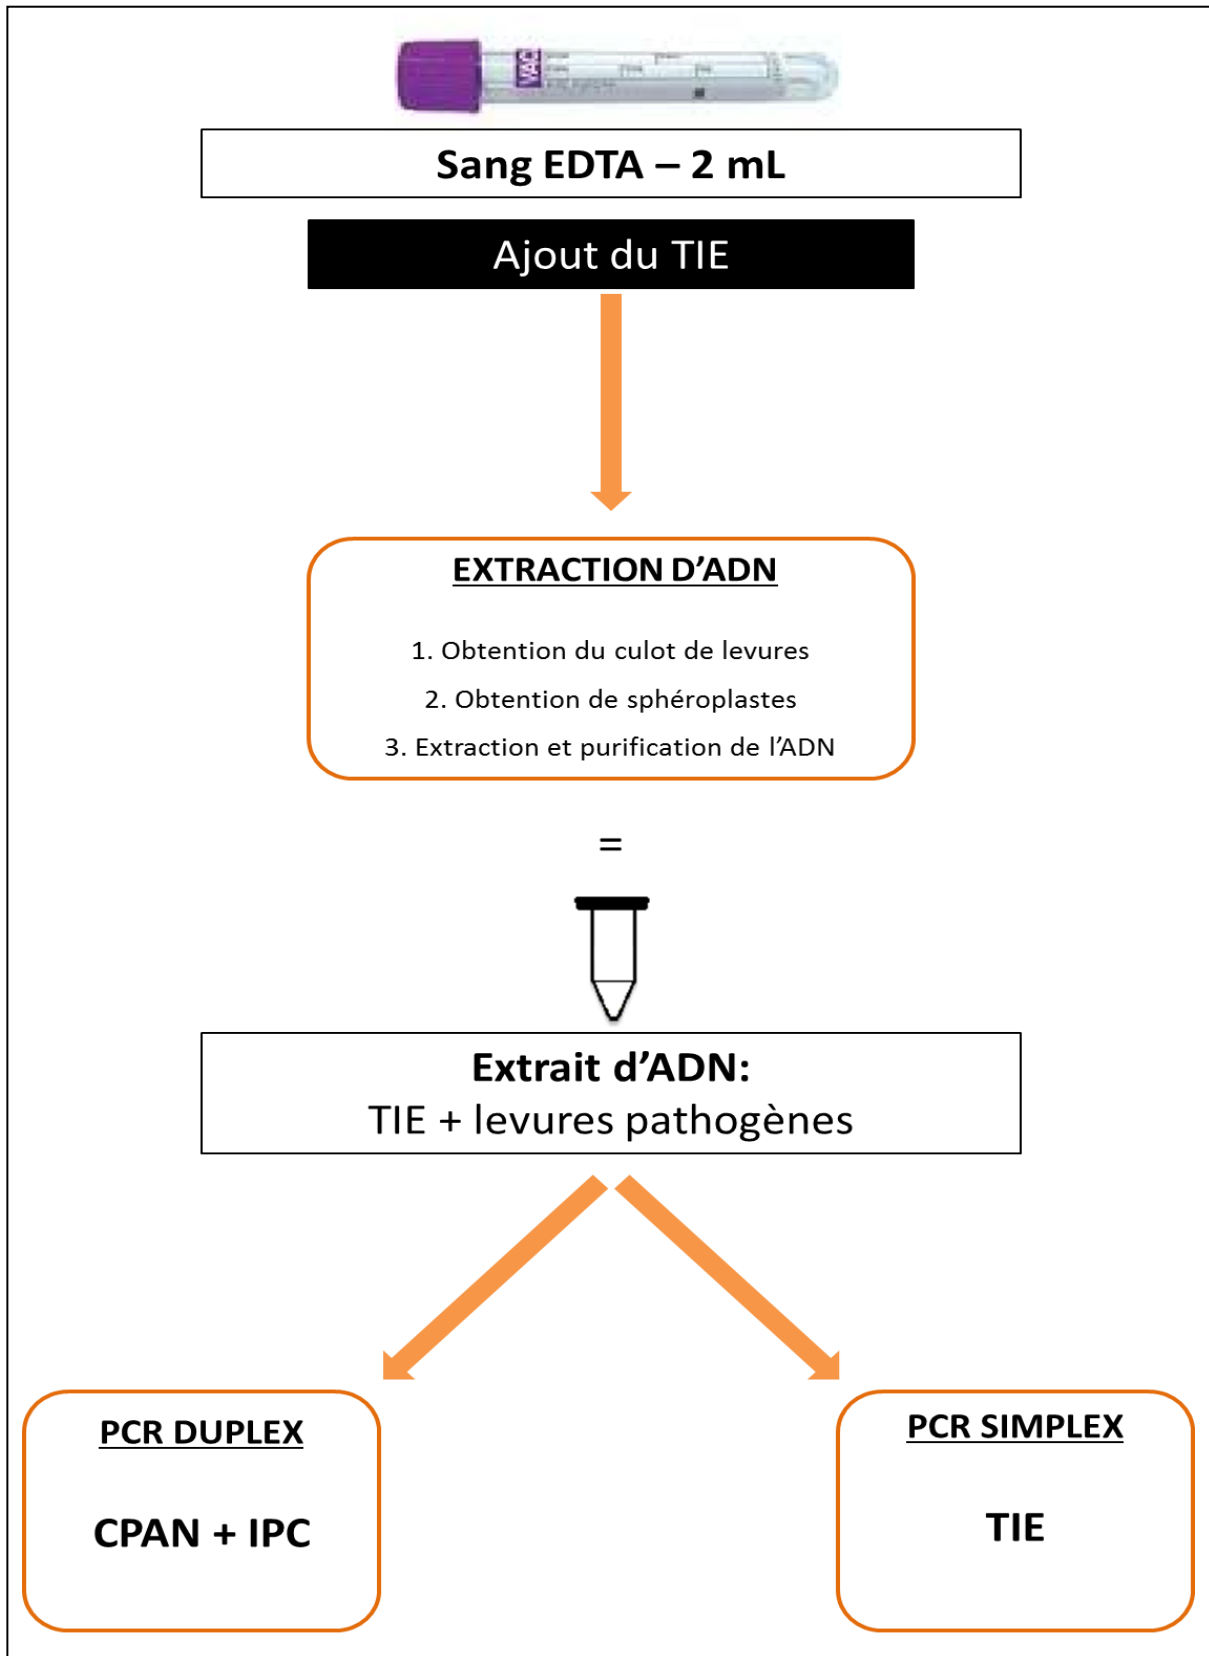 VAC
Sang EDTA – 2 mL
Ajout du TIE
EXTRACTION D’ADN
1. Obtention du culot de levures
2. Obtention de sphéroplastes
3. Extraction et purification de l’ADN
=
Extrait d’ADN:
TIE + levures pathogènes
PCR DUPLEX
CPAN + IPC
PCR SIMPLEX
TIE